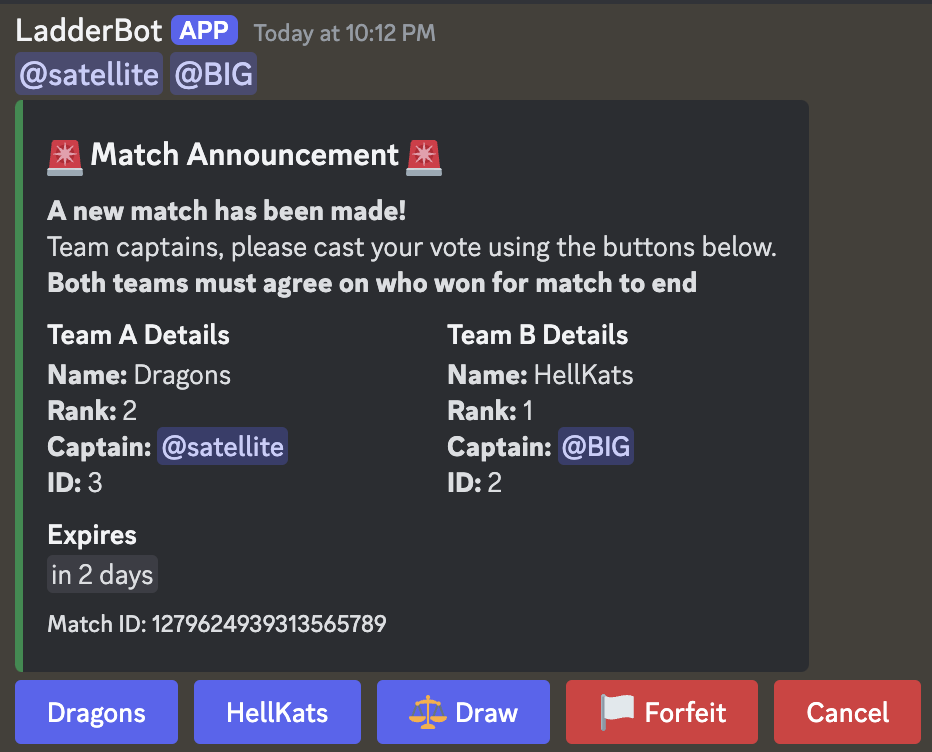 LadderBot APP Today at 10:12 PM
@satellite @BIG
🚨 Match Announcement 🚨
A new match has been made!
Team captains, please cast your vote using the buttons below.
Both teams must agree on who won for match to end
Team A Details
Name: Dragons
Rank: 2
Captain: @satellite
ID: 3
Team B Details
Name: HellKats
Rank: 1
Captain: @BIG
ID: 2
Expires
in 2 days
Match ID: 1279624939313565789
Dragons HellKats ⚖️ Draw 🏳️ Forfeit Cancel